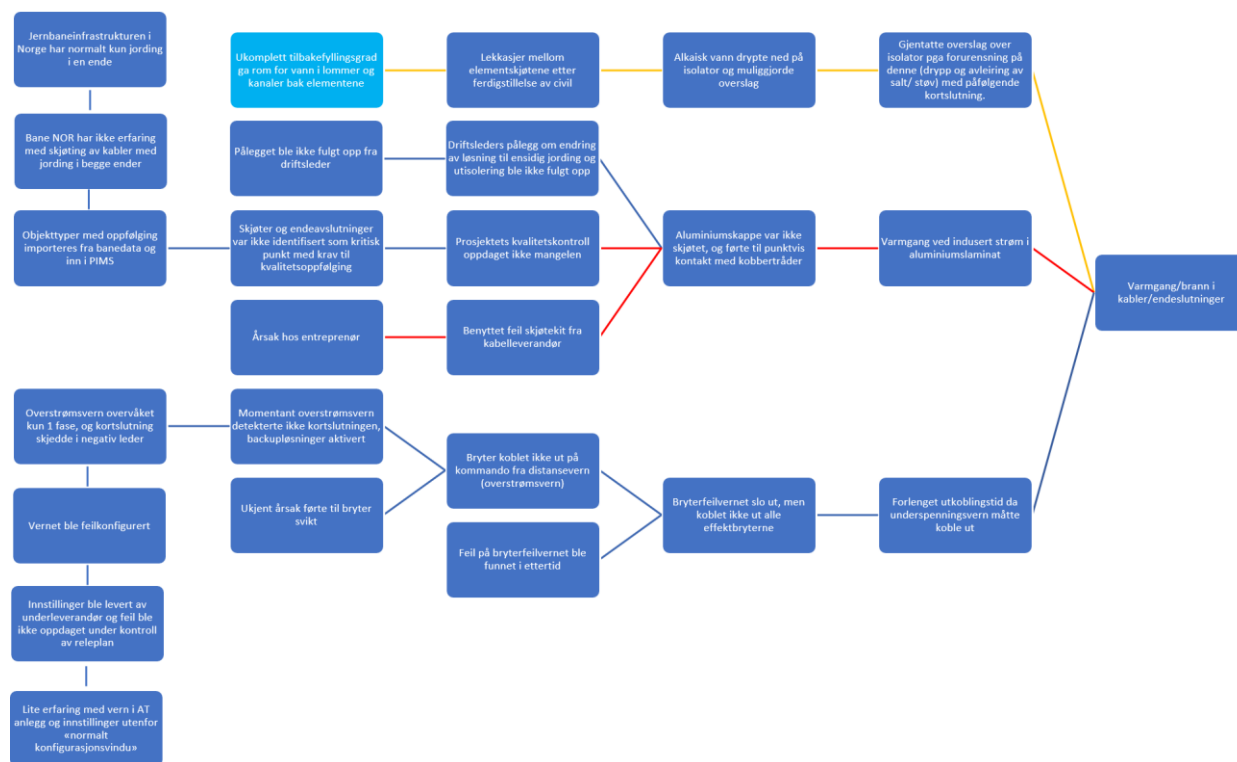 Jernbaneinfrastrukturen i
Norge har normalt kun jording
i en ende
Ukomplett tilbakefyllingsgrad
ga rom for vann i lommer og
kanaler bak elementene
Lekkasjer mellom
elementskjøtene etter
ferdigstillelse av civil
Alkaisk vann drypte ned på
isolator og muliggjorde
overslag
Gjentatte overslag over
isolator pga forurensning på
denne (drypp og avleiring av
salt/ støv) med påfølgende
kortslutning.
Bane NOR har ikke erfaring
med skjøting av kabler med
jording i begge ender
Pålegget ble ikke fulgt opp fra
driftsleder
Driftsleders pålegg om endring
av løsning til ensidig jording og
utisolering ble ikke fulgt opp
Objekttyper med oppfølging
importeres fra banedata og
inn i PIMS
Skjøter og endeavslutninger
var ikke identifisert som kritisk
punkt med krav til
kvalitetsoppfølging
Prosjektets kvalitetskontroll
oppdaget ikke mangelen
Aluminiumskappe var ikke
skjøtet, og førte til punktvis
kontakt med kobbertråder
Varmgang ved indusert strøm i
aluminiumslaminat
Varmgang/brann i
kabler/endeslutninger
Årsak hos entreprenør
Benyttet feil skjøtekit fra
kabelleverandør
Overstrømsvern overvåket
kun 1 fase, og kortslutning
skjedde i negativ leder
Momentant overstrømsvern
detekterte ikke kortslutningen,
backupløsninger aktivert
Bryter koblet ikke ut på
kommando fra distansevern
(overstrømsvern)
Ukjent årsak førte til bryter
svikt
Bryterfeilvernet slo ut, men
koblet ikke ut alle
effektbryterne
Forlenget utkoblingstid da
underspenningsvern måtte
koble ut
Vernet ble feilkonfigurert
Feil på bryterfeilvernet ble
funnet i ettertid
Innstillinger ble levert av
underleverandør og feil ble
ikke oppdaget under kontroll
av releplan
Lite erfaring med vern i AT
anlegg og innstillinger utenfor
«normalt
konfigurasjonsvindu»